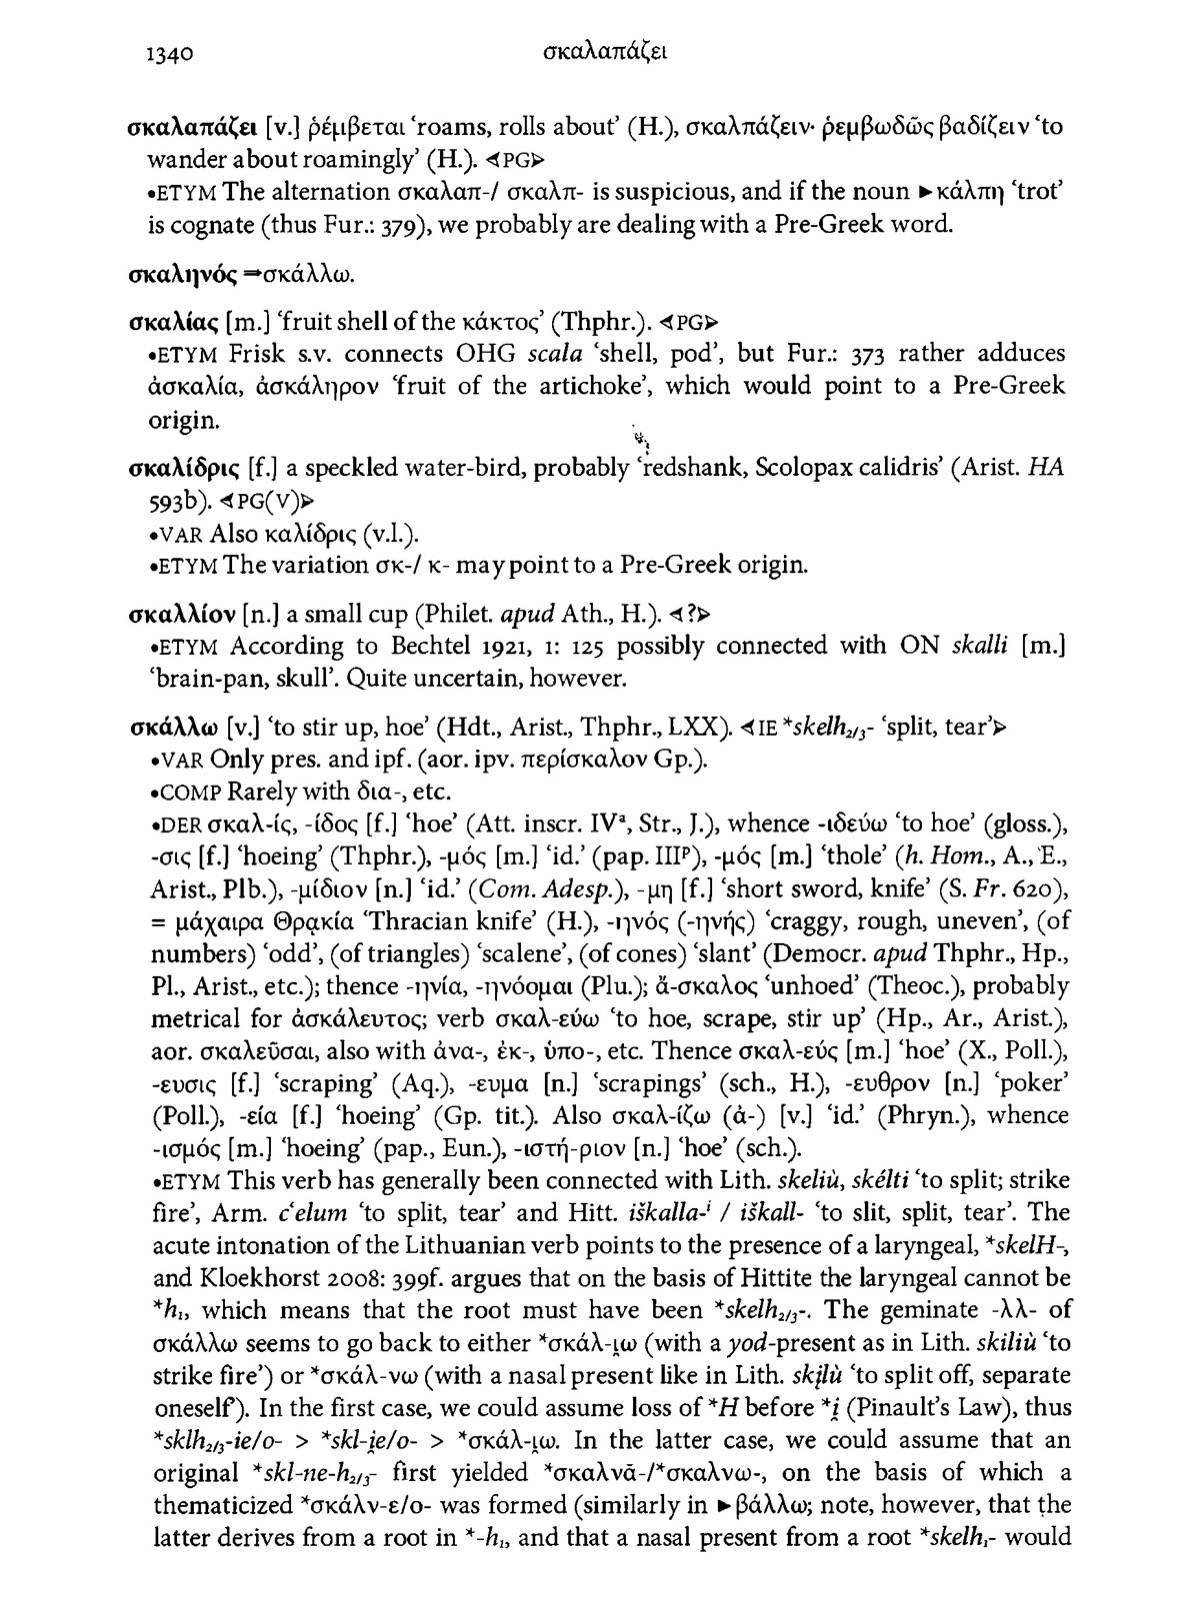 1340 σκαλαπάζει
σκαλαπάζει [v.] ῥέμβεται ‘roams, rolls about’ (H.), σκαλπάζειν· ῥεμβωδῶς βαδίζειν ‘to
wander about roamingly’ (H.). ⊲PG⊳
•ETYM The alternation σκαλαπ-/ σκαλπ- is suspicious, and if the noun ►κάλπη ‘trot’
is cognate (thus Fur.: 379), we probably are dealing with a Pre-Greek word.
σκαληνός ⇒σκάλλω.
σκαλίας [m.] ‘fruit shell of the κάκτος’ (Thphr.). ⊲PG⊳
•ETYM Frisk s.v. connects OHG scala ‘shell, pod’, but Fur.: 373 rather adduces
ἀσκαλία, ἀσκάληρον ‘fruit of the artichoke’, which would point to a Pre-Greek
origin.
σκαλίδρις [f.] a speckled water-bird, probably ‘redshank, Scolopax calidris’ (Arist. HA
593b). ⊲PG(V)⊳
•VAR Also καλίδρις (v.l.).
•ETYM The variation σκ-/ κ- may point to a Pre-Greek origin.
σκαλλίον [n.] a small cup (Philet. apud Ath., H.). ⊲?⊳
•ETYM According to Bechtel 1921, 1: 125 possibly connected with ON skalli [m.]
‘brain-pan, skull’. Quite uncertain, however.
σκάλλω [v.] ‘to stir up, hoe’ (Hdt., Arist., Thphr., LXX). ⊲IE *skelh₂/₃- ‘split, tear’⊳
•VAR Only pres. and ipf. (aor. ipv. περίσκαλον Gp.).
•COMP Rarely with δια-, etc.
•DER σκαλ-ίς, -ίδος [f.] ‘hoe’ (Att. inscr. IVᵃ, Str., J.), whence -ιδεύω ‘to hoe’ (gloss.),
-σις [f.] ‘hoeing’ (Thphr.), -μός [m.] ‘id.’ (pap. IIIᵖ), -μός [m.] ‘thole’ (h. Hom., A., E.,
Arist., Plb.), -μίδιον [n.] ‘id.’ (Com. Adesp.), -μη [f.] ‘short sword, knife’ (S. Fr. 620),
= μάχαιρα Θρᾳκία ‘Thracian knife’ (H.), -ηνός (-ηνής) ‘craggy, rough, uneven’, (of
numbers) ‘odd’, (of triangles) ‘scalene’, (of cones) ‘slant’ (Democr. apud Thphr., Hp.,
Pl., Arist., etc.); thence -ηνία, -ηνόομαι (Plu.); ἄ-σκαλος ‘unhoed’ (Theoc.), probably
metrical for ἀσκάλευτος; verb σκαλ-εύω ‘to hoe, scrape, stir up’ (Hp., Ar., Arist.),
aor. σκαλεῦσαι, also with ἀνα-, ἐκ-, ὑπο-, etc. Thence σκαλ-εύς [m.] ‘hoe’ (X., Poll.),
-ευσις [f.] ‘scraping’ (Aq.), -ευμα [n.] ‘scrapings’ (sch., H.), -ευθρον [n.] ‘poker’
(Poll.), -εία [f.] ‘hoeing’ (Gp. tit.). Also σκαλ-ίζω (ἀ-) [v.] ‘id.’ (Phryn.), whence
-ισμός [m.] ‘hoeing’ (pap., Eun.), -ιστή-ριον [n.] ‘hoe’ (sch.).
•ETYM This verb has generally been connected with Lith. skeliù, skélti ‘to split; strike
fire’, Arm. cʿelum ‘to split, tear’ and Hitt. iškalla-ⁱ / iškall- ‘to slit, split, tear’. The
acute intonation of the Lithuanian verb points to the presence of a laryngeal, *skelH-,
and Kloekhorst 2008: 399f. argues that on the basis of Hittite the laryngeal cannot be
*h₁, which means that the root must have been *skelh₂/₃-. The geminate -λλ- of
σκάλλω seems to go back to either *σκάλ-ι̯ω (with a yod-present as in Lith. skiliù ‘to
strike fire’) or *σκάλ-νω (with a nasal present like in Lith. skįlù ‘to split off, separate
oneself’). In the first case, we could assume loss of *H before *i̯ (Pinault’s Law), thus
*sklh₂/₃-ie/o- > *skl-i̯e/o- > *σκάλ-ι̯ω. In the latter case, we could assume that an
original *skl-ne-h₂/₃- first yielded *σκαλνᾱ-/*σκαλνω-, on the basis of which a
thematicized *σκάλν-ε/ο- was formed (similarly in ►βάλλω; note, however, that the
latter derives from a root in *-h₁, and that a nasal present from a root *skelh₁- would